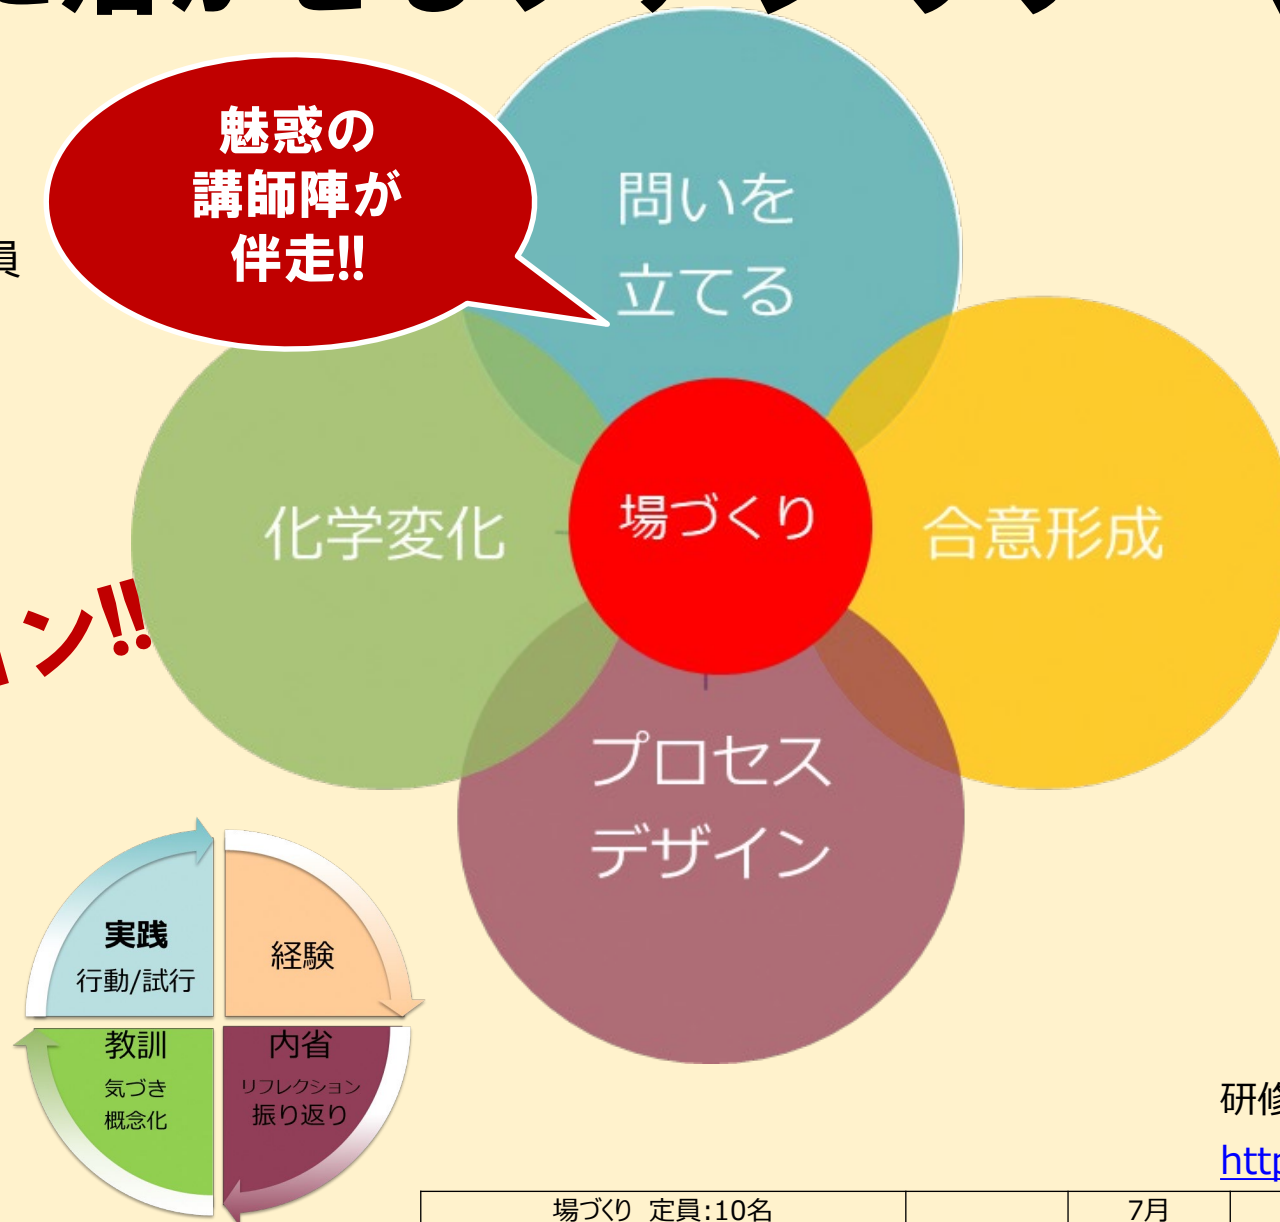 魅惑の
講師陣が
伴走!!
員
問いを
立てる
化学変化
場づくり
合意形成
ン!!
プロセス
デザイン
実践
行動/試行
経験
教訓
気づき
概念化
内省
リフレクション
振り返り
研修
http
場づくり 定員:10名
7月